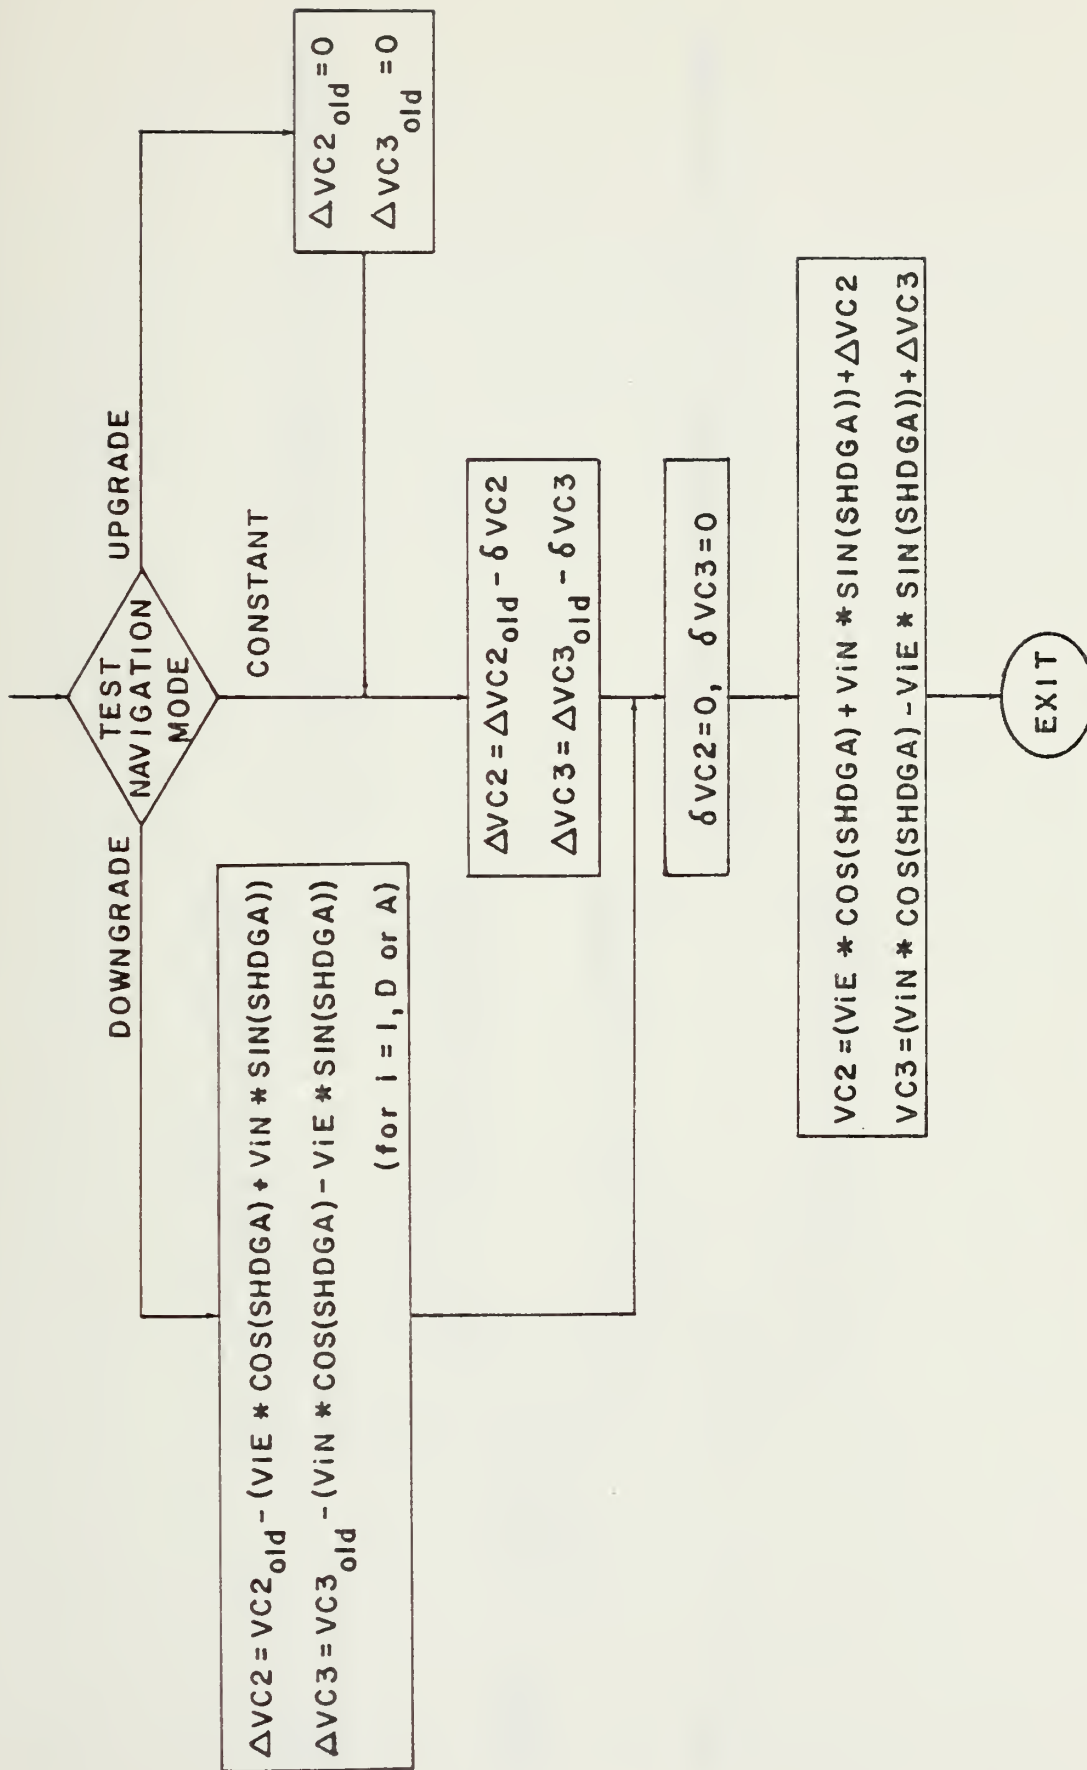 TEST
NAVIGATION
MODE
DOWNGRADE
UPGRADE
CONSTANT
ΔVC2old=0
ΔVC3old=0
ΔVC2=VC2old-(ViE*COS(SHDGA)+ViN*SIN(SHDGA))
ΔVC3=VC3old-(ViN*COS(SHDGA)-ViE*SIN(SHDGA))
(for i = I, D or A)
ΔVC2=ΔVC2old-δVC2
ΔVC3=ΔVC3old-δVC3
δVC2=0, δVC3=0
VC2=(ViE*COS(SHDGA)+ViN*SIN(SHDGA))+ΔVC2
VC3=(ViN*COS(SHDGA)-ViE*SIN(SHDGA))+ΔVC3
EXIT